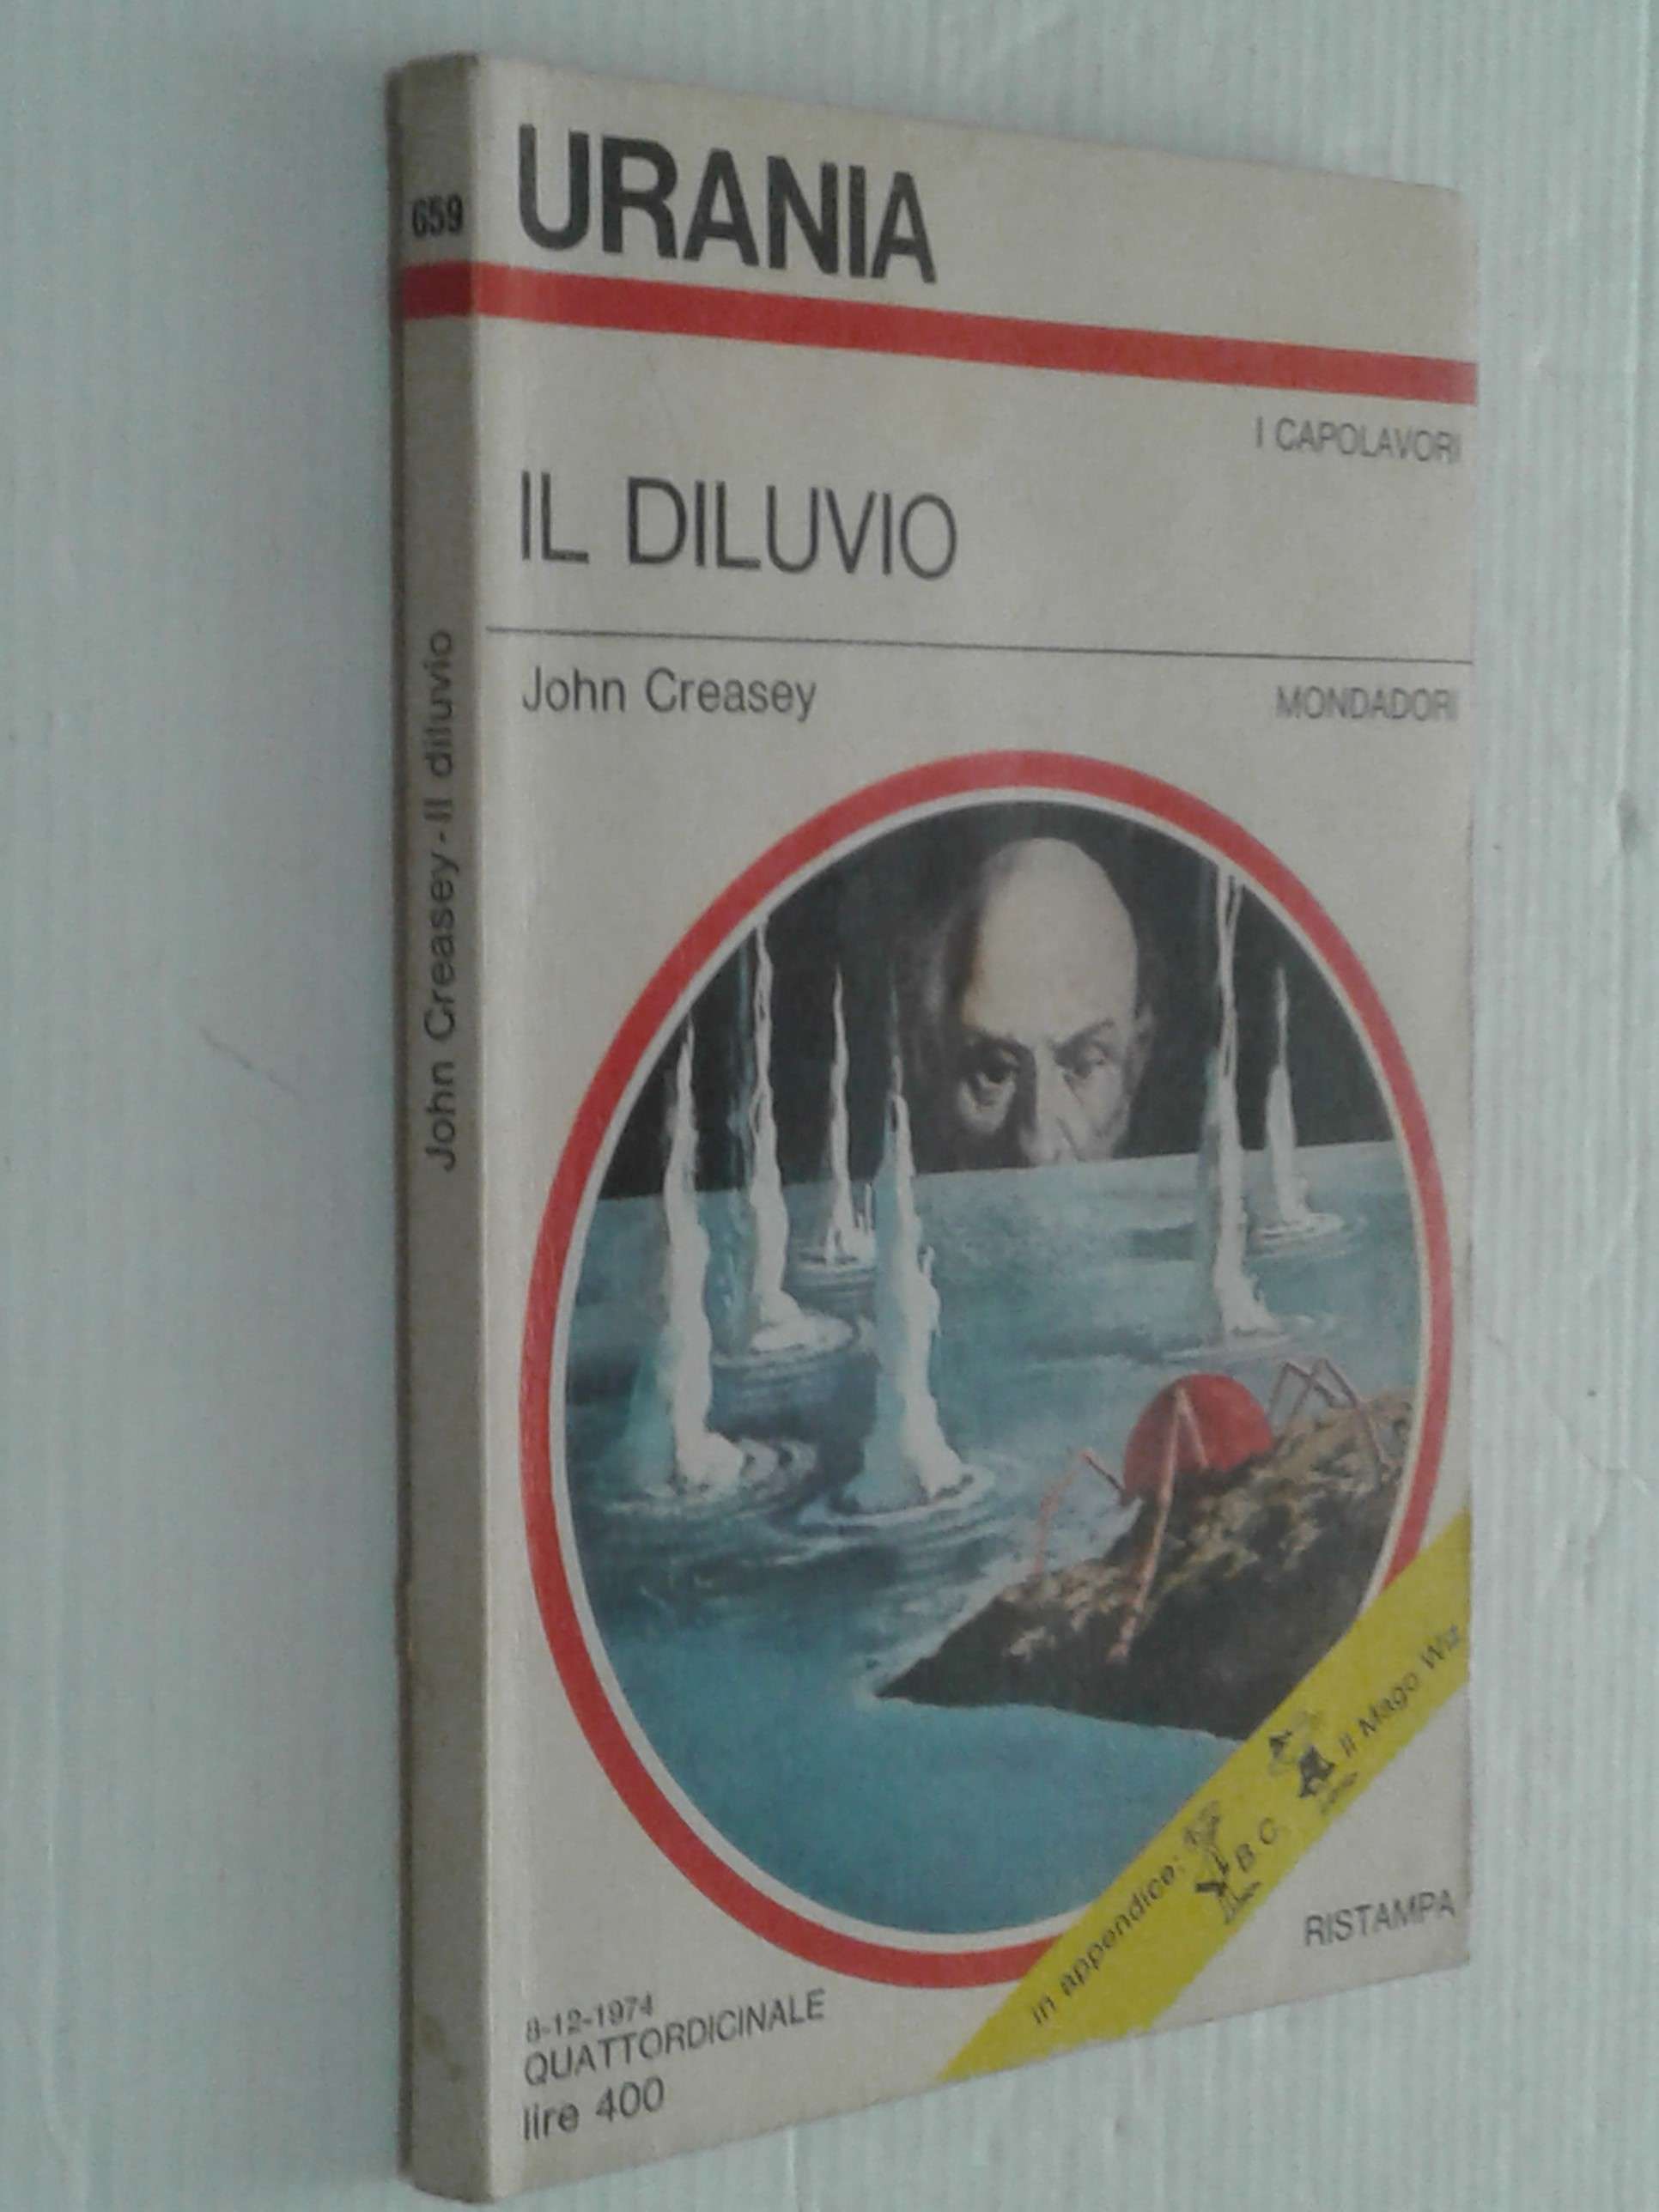 659
John Creasey - Il diluvio
URANIA
I CAPOLAVORI
IL DILUVIO
John Creasey
MONDADORI
in appendice: B.C. Il Mago Wiz
RISTAMPA
8-12-1974
QUATTORDICINALE
lire 400